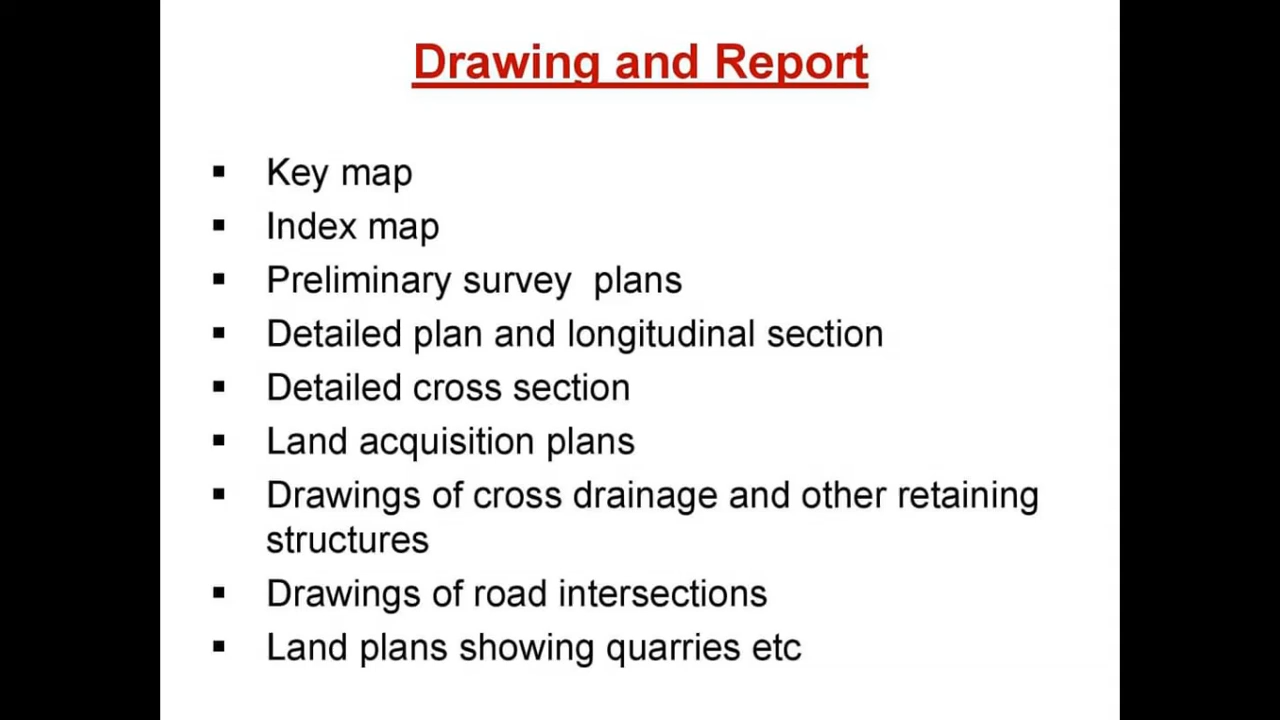 Drawing and Report
▪ Key map
▪ Index map
▪ Preliminary survey plans
▪ Detailed plan and longitudinal section
▪ Detailed cross section
▪ Land acquisition plans
▪ Drawings of cross drainage and other retaining
structures
▪ Drawings of road intersections
▪ Land plans showing quarries etc